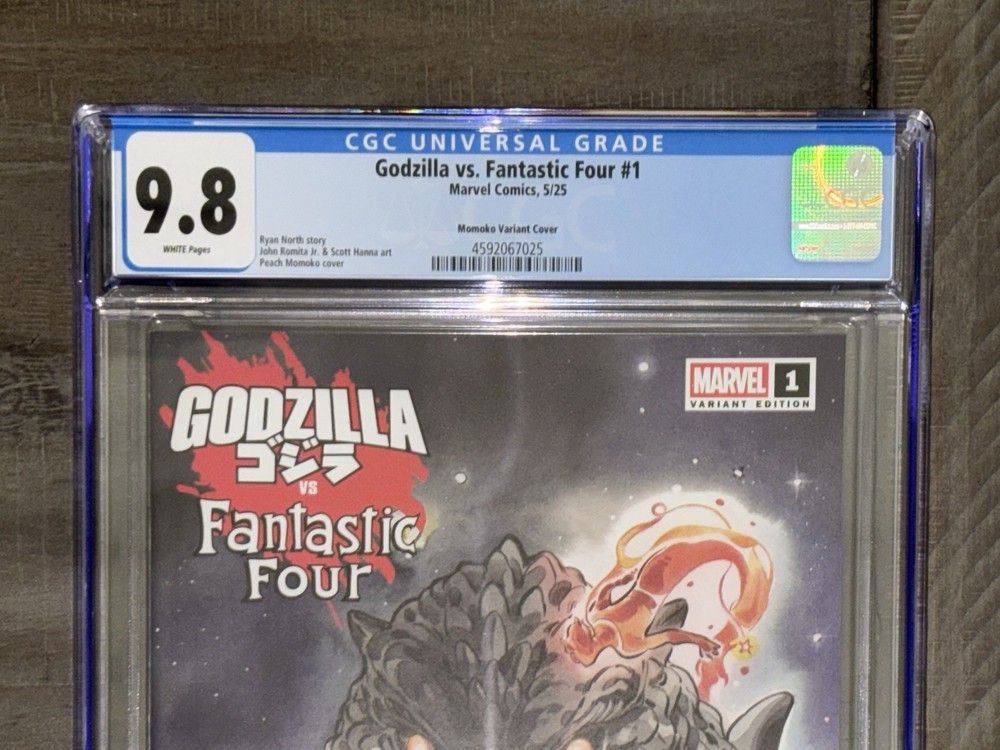 CGC UNIVERSAL GRADE
9.8
WHITE Pages
Godzilla vs. Fantastic Four #1
Marvel Comics, 5/25
Momoko Variant Cover
4592067025
Ryan North story
John Romita Jr. & Scott Hanna art
Peach Momoko cover
CGC
GODZILLA
ゴジラ
VS
Fantastic
Four
MARVEL 1
VARIANT EDITION